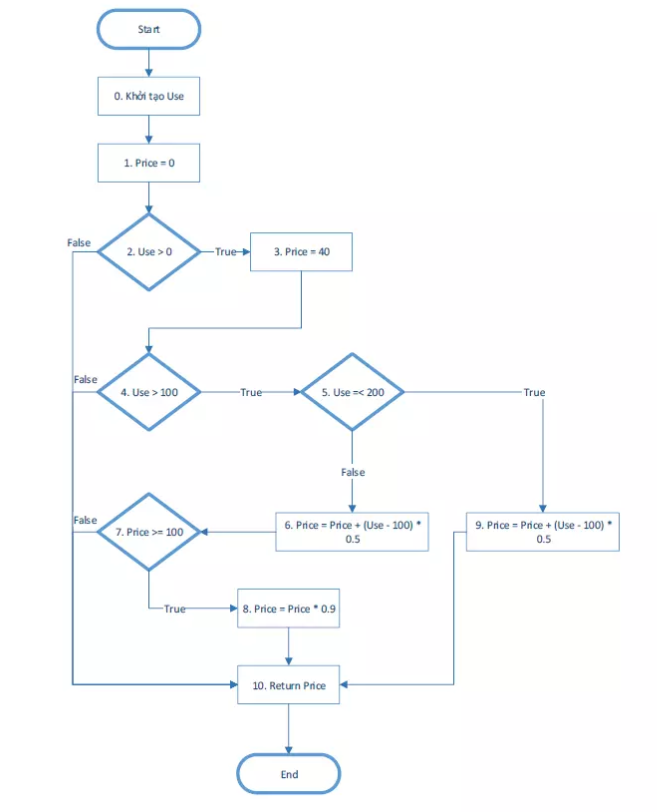 Start
0. Khởi tạo Use
1. Price = 0
False
2. Use > 0
True
3. Price = 40
False
4. Use > 100
True
5. Use =< 200
True
False
False
7. Price >= 100
6. Price = Price + (Use - 100) *
0.5
9. Price = Price + (Use - 100) *
0.5
True
8. Price = Price * 0.9
10. Return Price
End